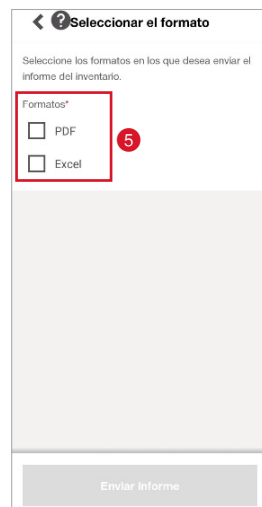 Seleccionar el formato
Seleccione los formatos en los que desea enviar el
informe del inventario.
Formatos*
PDF
5
Excel
Enviar informe